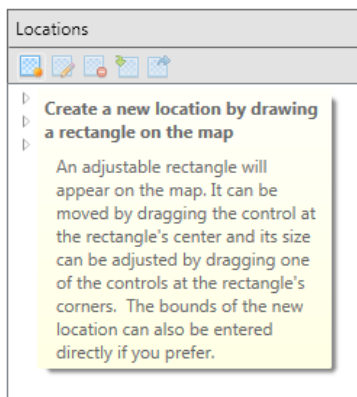 Locations
Create a new location by drawing
a rectangle on the map
An adjustable rectangle will
appear on the map. It can be
moved by dragging the control at
the rectangle's center and its size
can be adjusted by dragging one
of the controls at the rectangle's
corners.  The bounds of the new
location can also be entered
directly if you prefer.